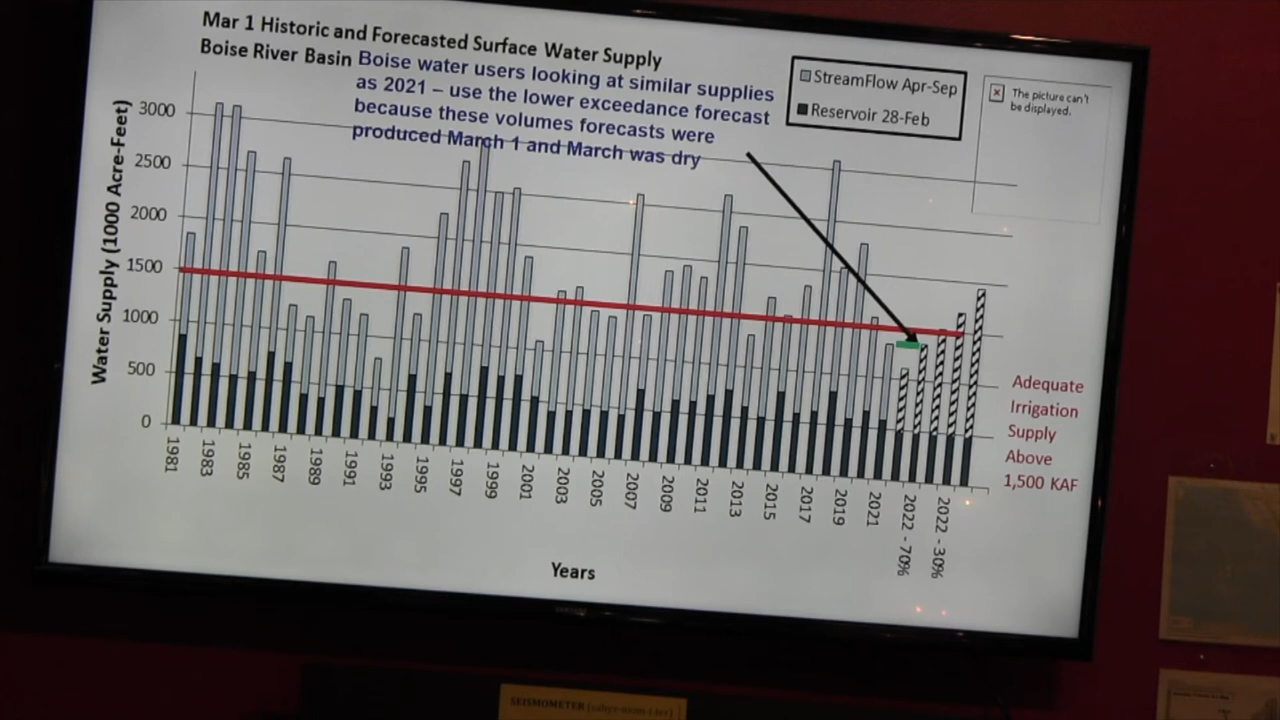 Mar 1 Historic and Forecasted Surface Water Supply
Boise River Basin
Boise water users looking at similar supplies
as 2021 – use the lower exceedance forecast
because these volumes forecasts were
produced March 1 and March was dry
StreamFlow Apr-Sep
Reservoir 28-Feb
The picture can't
be displayed.
Water Supply (1000 Acre-Feet)
3000
2500
2000
1500
1000
500
0
1981
1983
1985
1987
1989
1991
1993
1995
1997
1999
2001
2003
2005
2007
2009
2011
2013
2015
2017
2019
2021
2022 - 70%
2022 - 30%
Years
Adequate
Irrigation
Supply
Above
1,500 KAF
SEISMOMETER